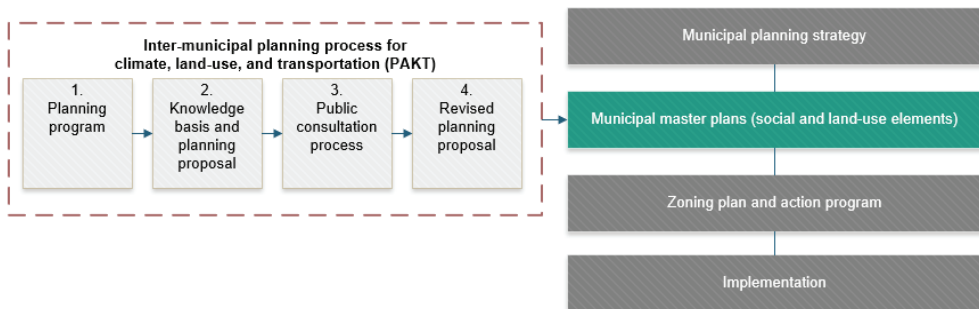 Inter-municipal planning process for
climate, land-use, and transportation (PAKT)
1.
Planning
program
2.
Knowledge
basis and
planning
proposal
3.
Public
consultation
process
4.
Revised
planning
proposal
Municipal planning strategy
Municipal master plans (social and land-use elements)
Zoning plan and action program
Implementation